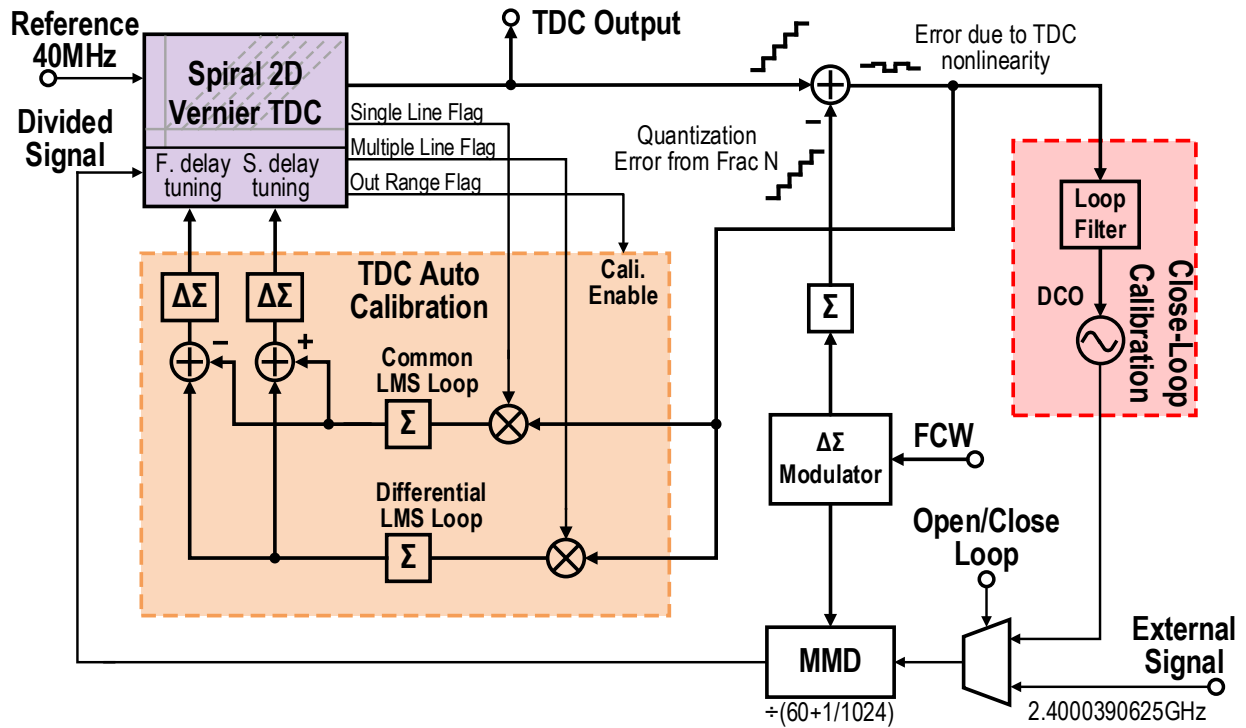 Reference
40MHz
Divided
Signal
Spiral 2D
Vernier TDC
F. delay
tuning
S. delay
tuning
TDC Output
Single Line Flag
Multiple Line Flag
Out Range Flag
Error due to TDC
nonlinearity
−
Quantization
Error from Frac N
TDC Auto
Calibration
Cali.
Enable
ΔΣ
ΔΣ
−
+
Common
LMS Loop
Σ
Differential
LMS Loop
Σ
Σ
ΔΣ
Modulator
FCW
Loop
Filter
DCO
Close-Loop
Calibration
Open/Close
Loop
MMD
÷(60+1/1024)
External
Signal
2.4000390625GHz